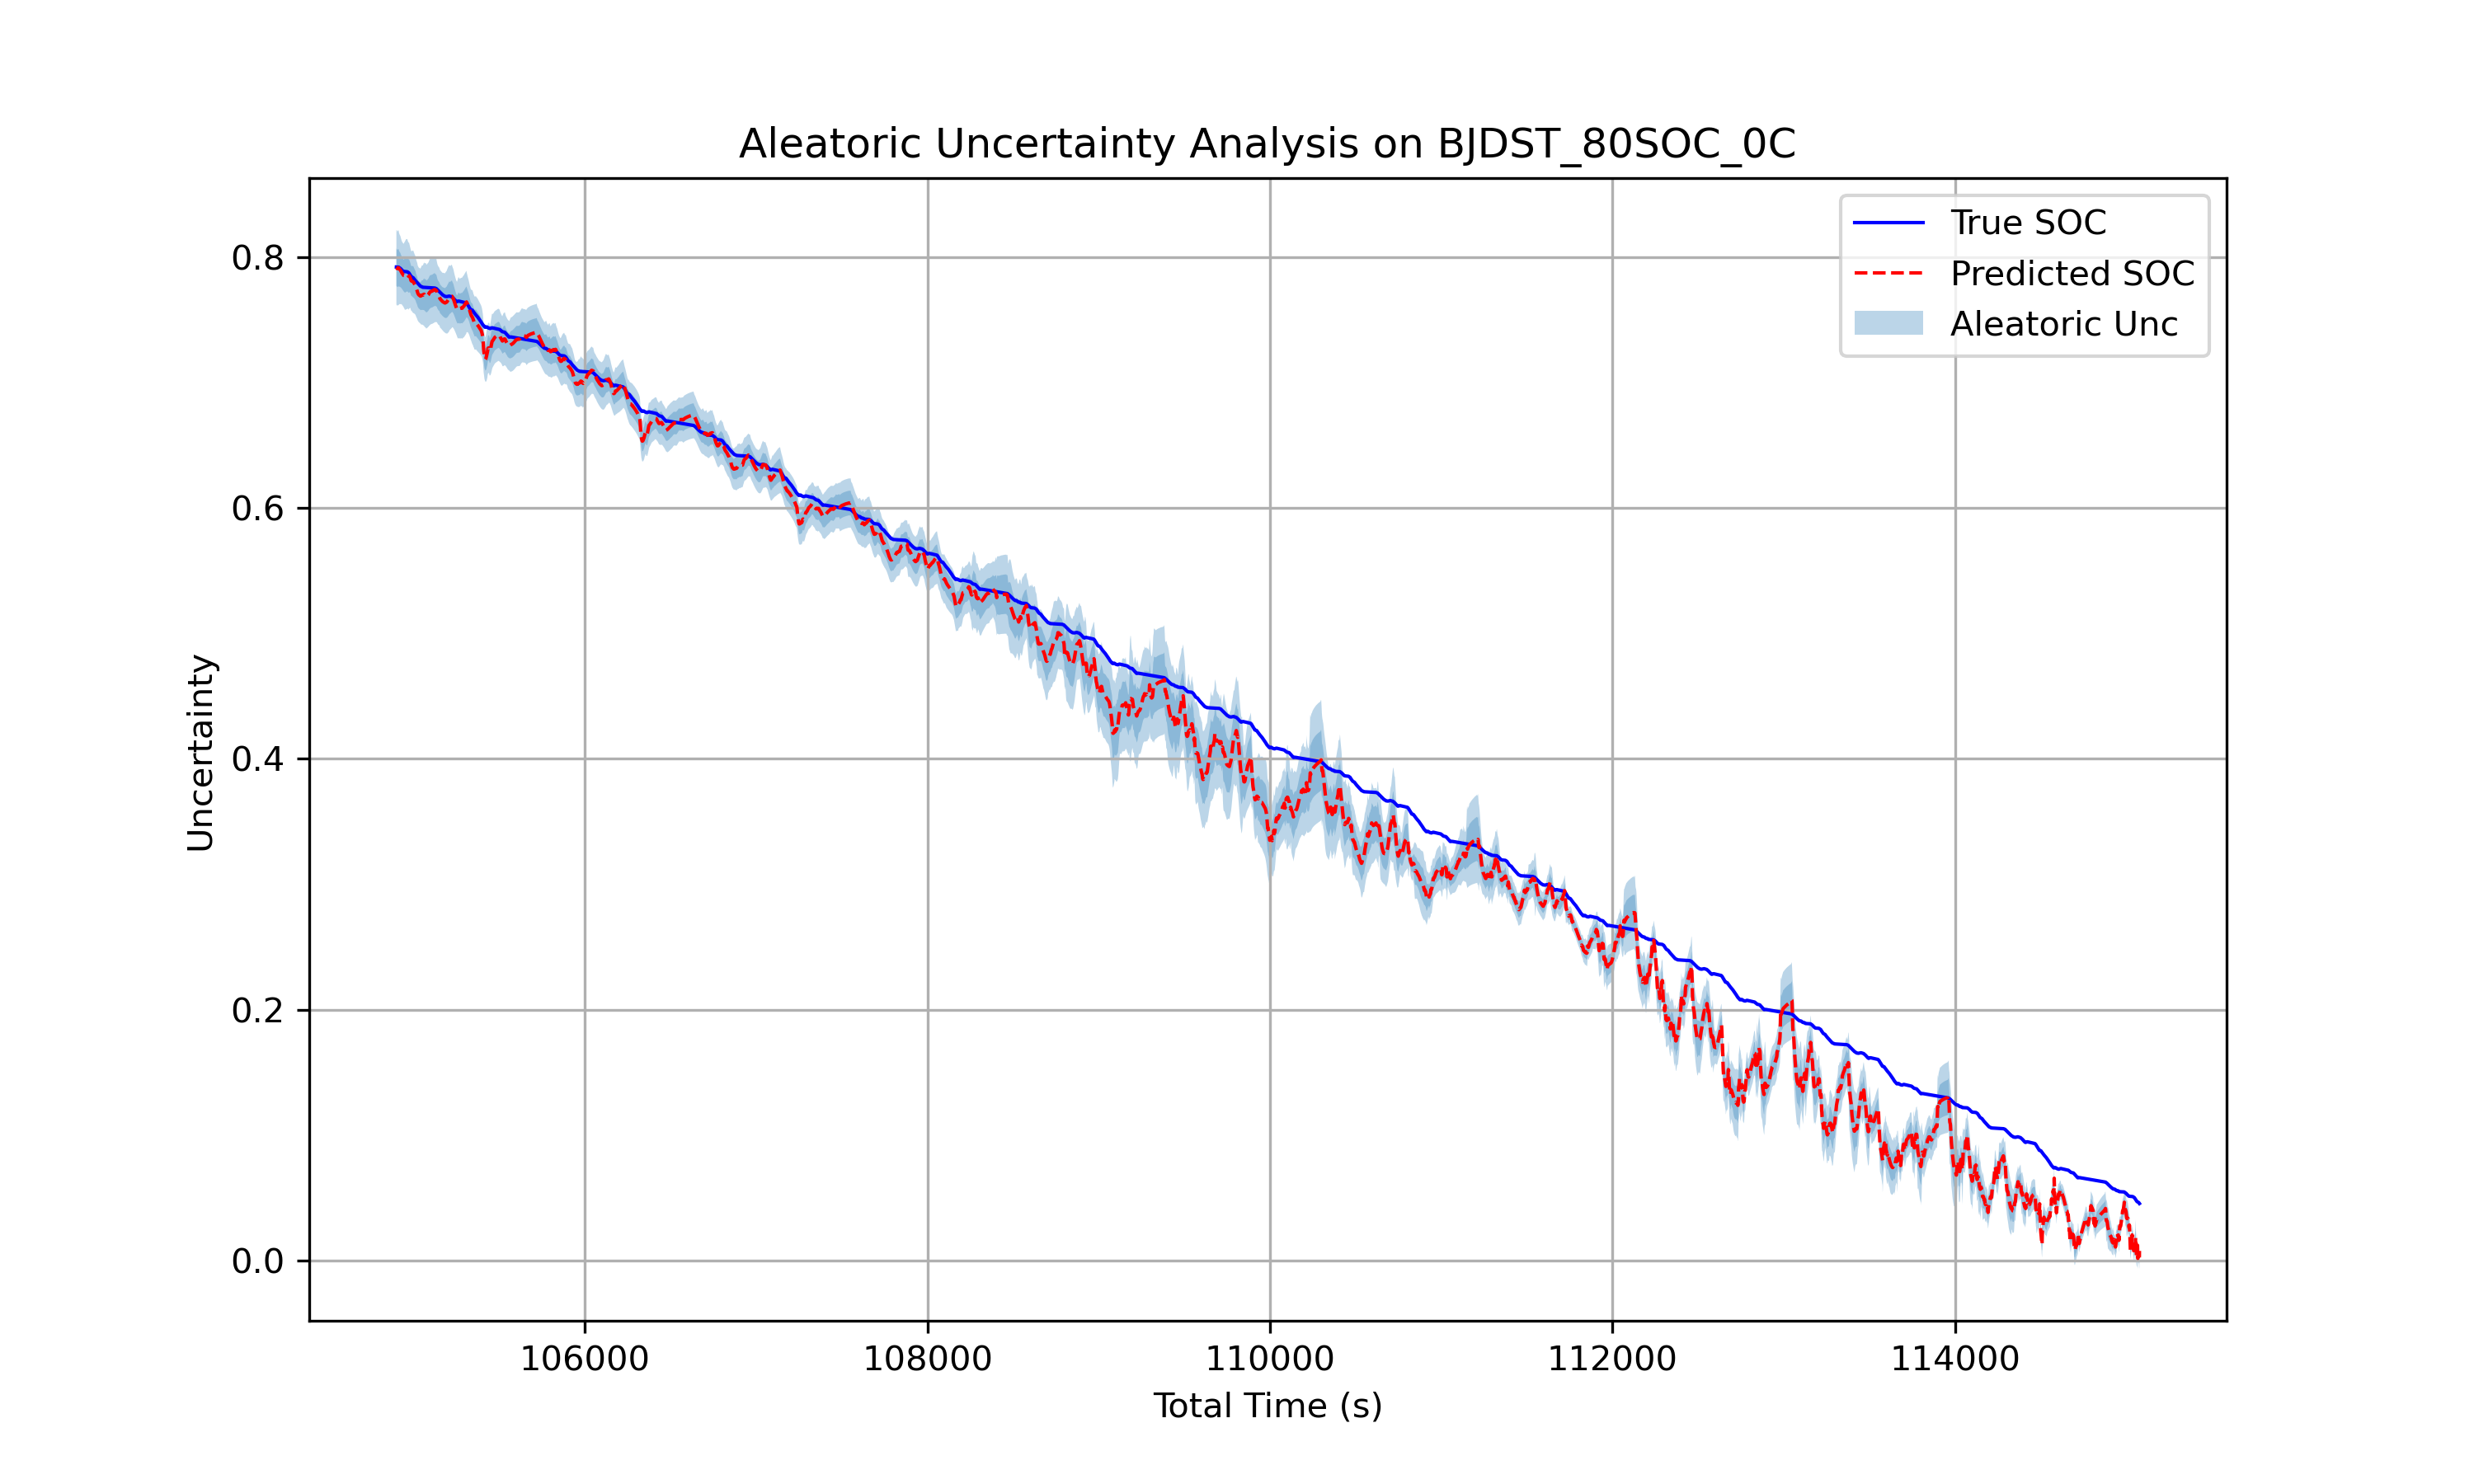 Aleatoric Uncertainty Analysis on BJDST_80SOC_0C
True SOC
Predicted SOC
Aleatoric Unc
Uncertainty
0.8
0.6
0.4
0.2
0.0
106000
108000
110000
112000
114000
Total Time (s)